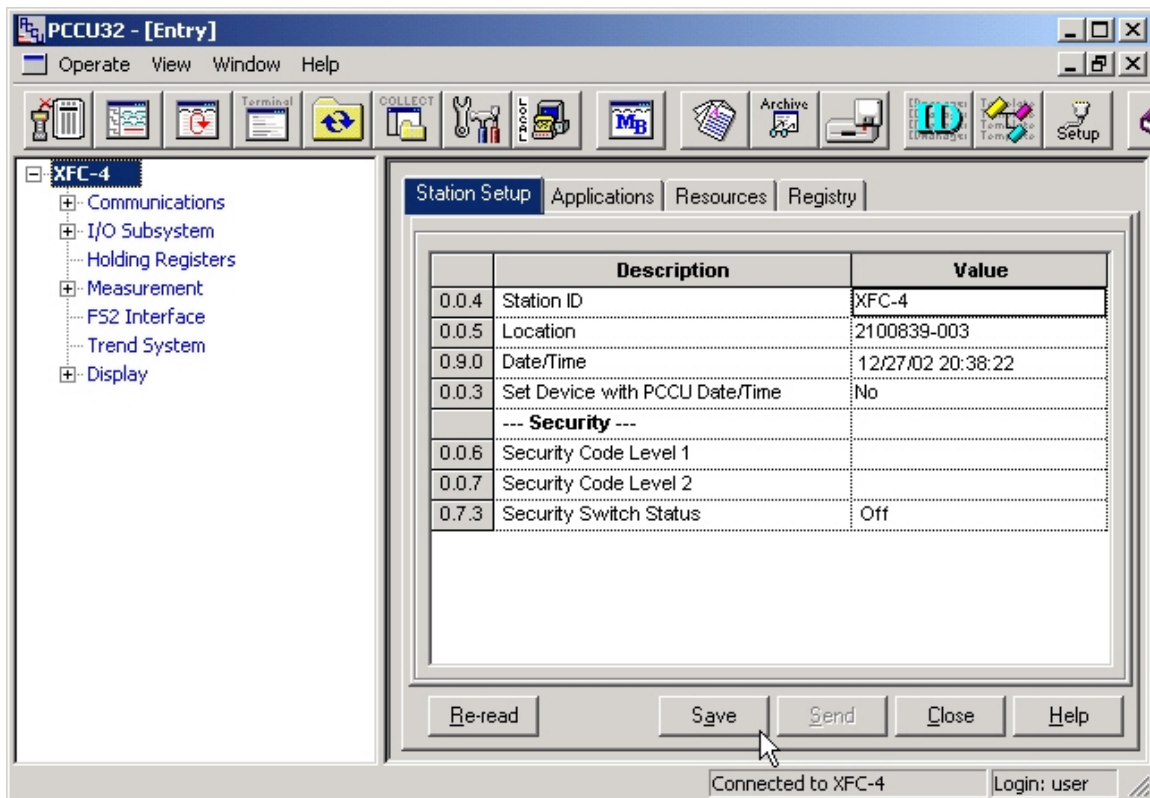 PCCU32 - [Entry]
Operate View Window Help
Terminal
COLLECT
LOCAL
MB
Archive
ID
Setup
XFC-4
Communications
I/O Subsystem
Holding Registers
Measurement
FS2 Interface
Trend System
Display
Station Setup Applications Resources Registry
Description Value
0.0.4 Station ID XFC-4
0.0.5 Location 2100839-003
0.9.0 Date/Time 12/27/02 20:38:22
0.0.3 Set Device with PCCU Date/Time No
--- Security ---
0.0.6 Security Code Level 1
0.0.7 Security Code Level 2
0.7.3 Security Switch Status Off
Re-read Save Send Close Help
Connected to XFC-4 Login: user